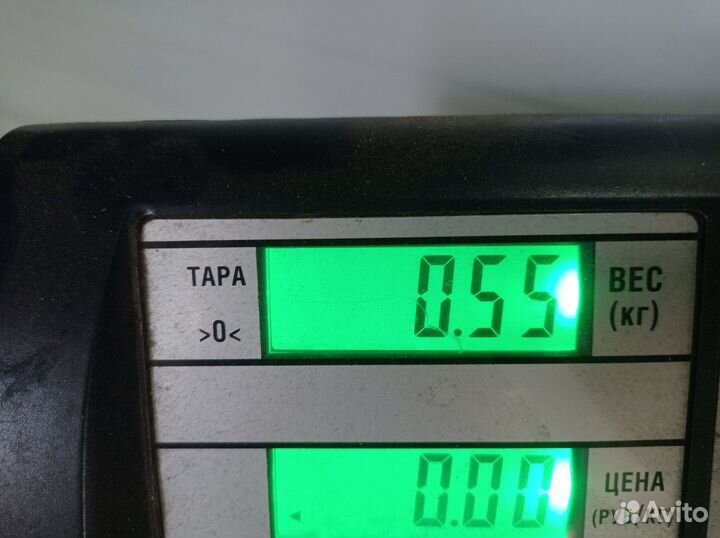 ТАРА
>0<
0.55
ВЕС
(кг)
0.00
ЦЕНА
Avito